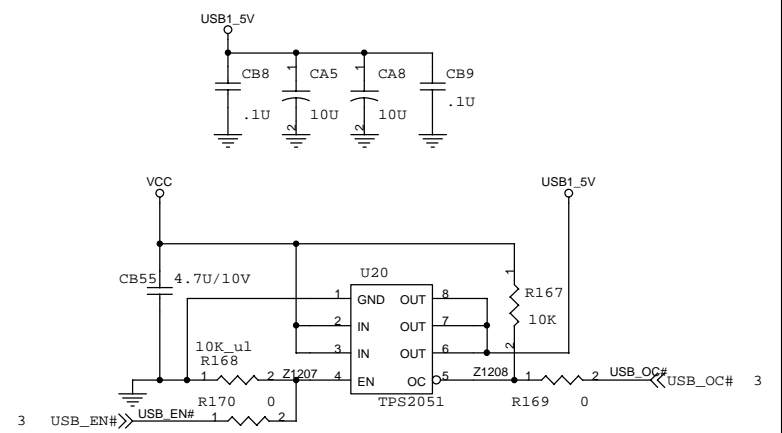 USB1_5V
CB8 1 CA5 1 CA8 CB9
.1U 2 10U 2 10U .1U
VCC USB1_5V
U20
CB55 4.7U/10V
1 GND OUT 8
2 IN OUT 7
3 IN OUT 6
4 EN OC 5
TPS2051
1 R167
10K
2
10K_ul
R168
1 2 Z1207
Z1208 1 2 USB_OC# USB_OC# 3
R170 0
R169 0
3 USB_EN# USB_EN# 1 2